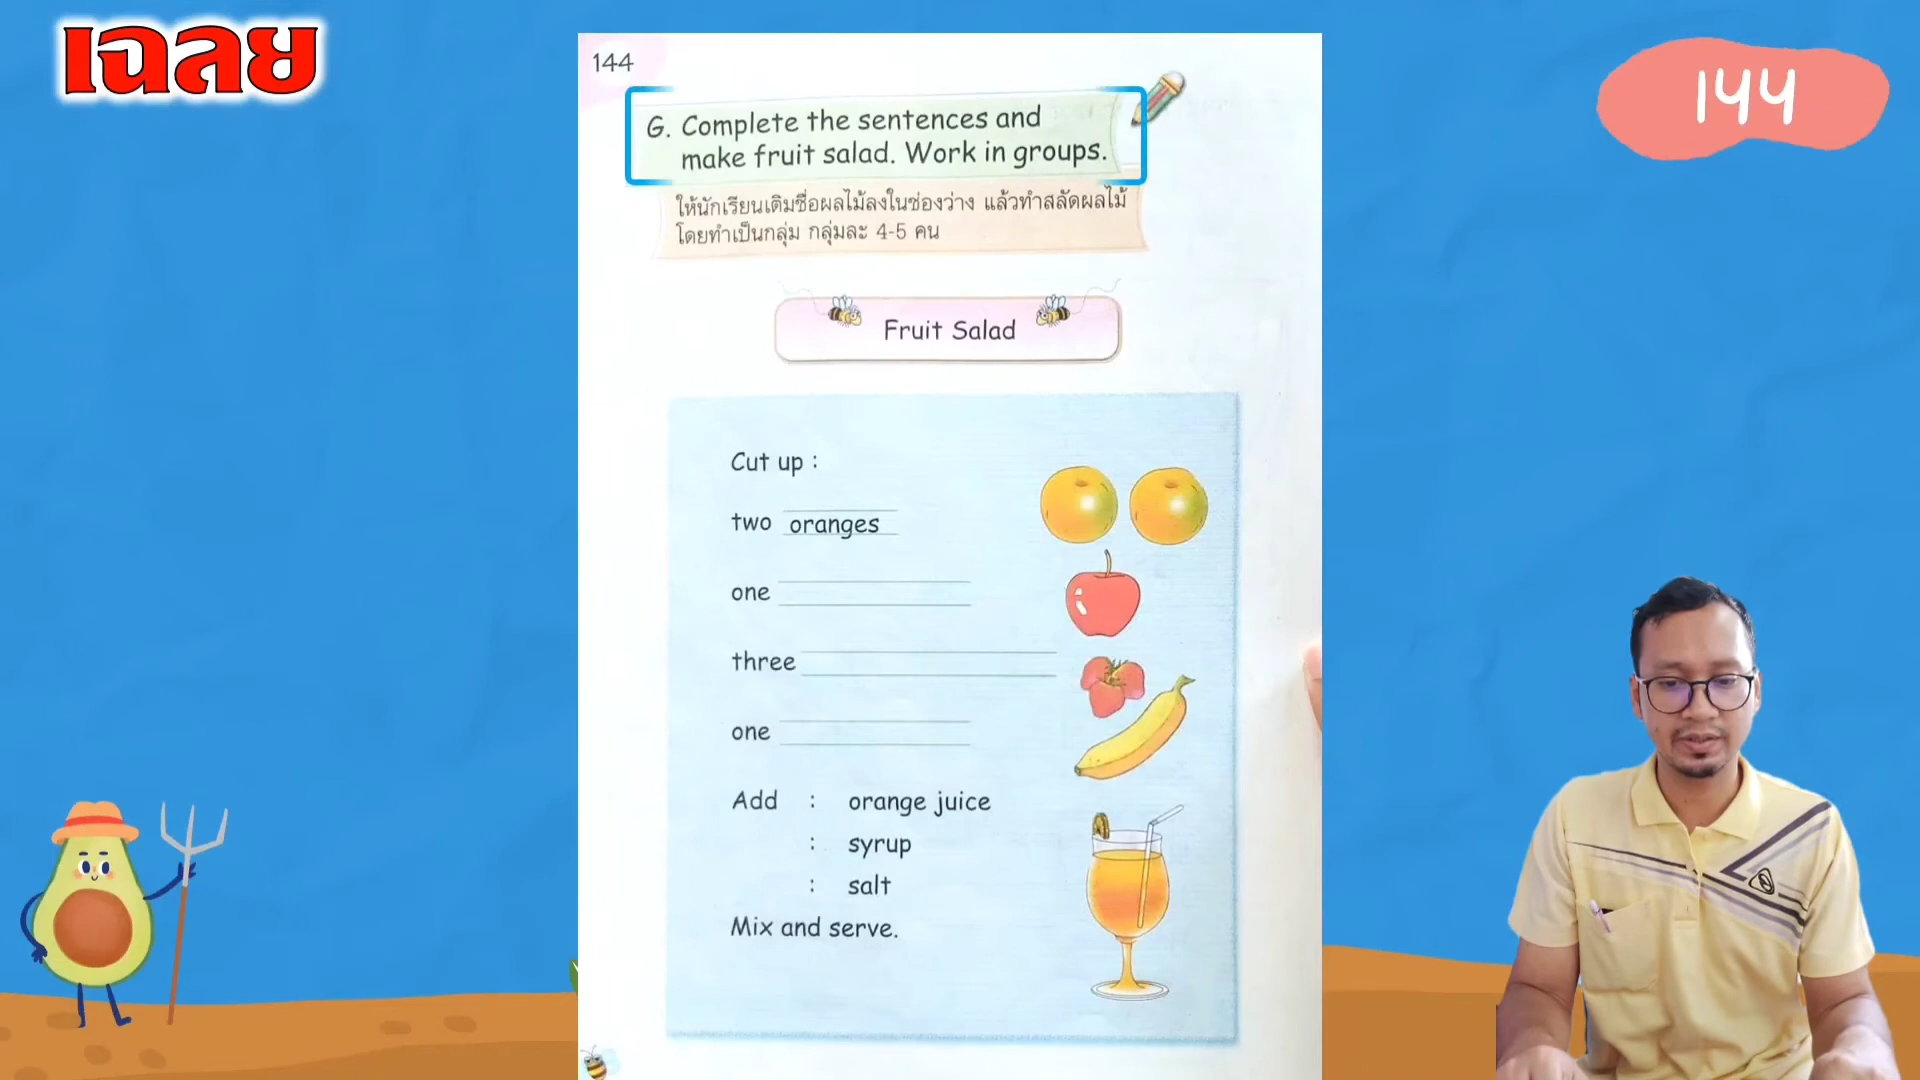 เฉลย
144
144
G. Complete the sentences and
make fruit salad. Work in groups.
ให้นักเรียนเติมชื่อผลไม้ลงในช่องว่าง แล้วทำสลัดผลไม้
โดยทำเป็นกลุ่ม กลุ่มละ 4-5 คน
Fruit Salad
Cut up :
two oranges
one
three
one
Add : orange juice
: syrup
: salt
Mix and serve.